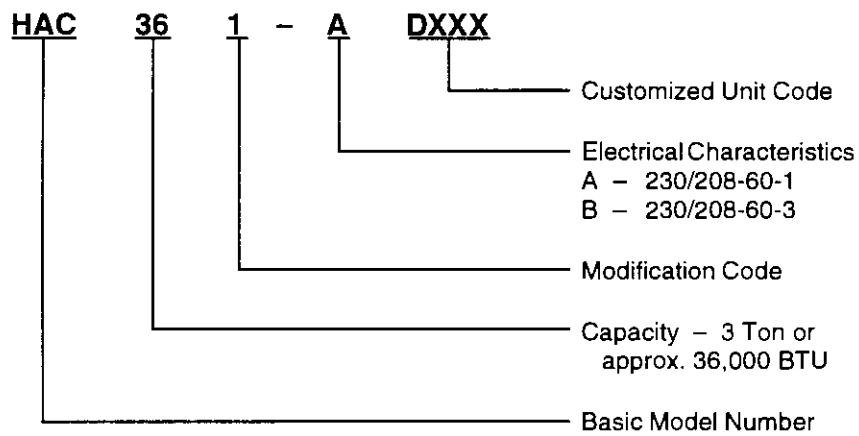 HAC 36 1 – A DXXX
Customized Unit Code
Electrical Characteristics
A – 230/208-60-1
B – 230/208-60-3
Modification Code
Capacity – 3 Ton or
approx. 36,000 BTU
Basic Model Number